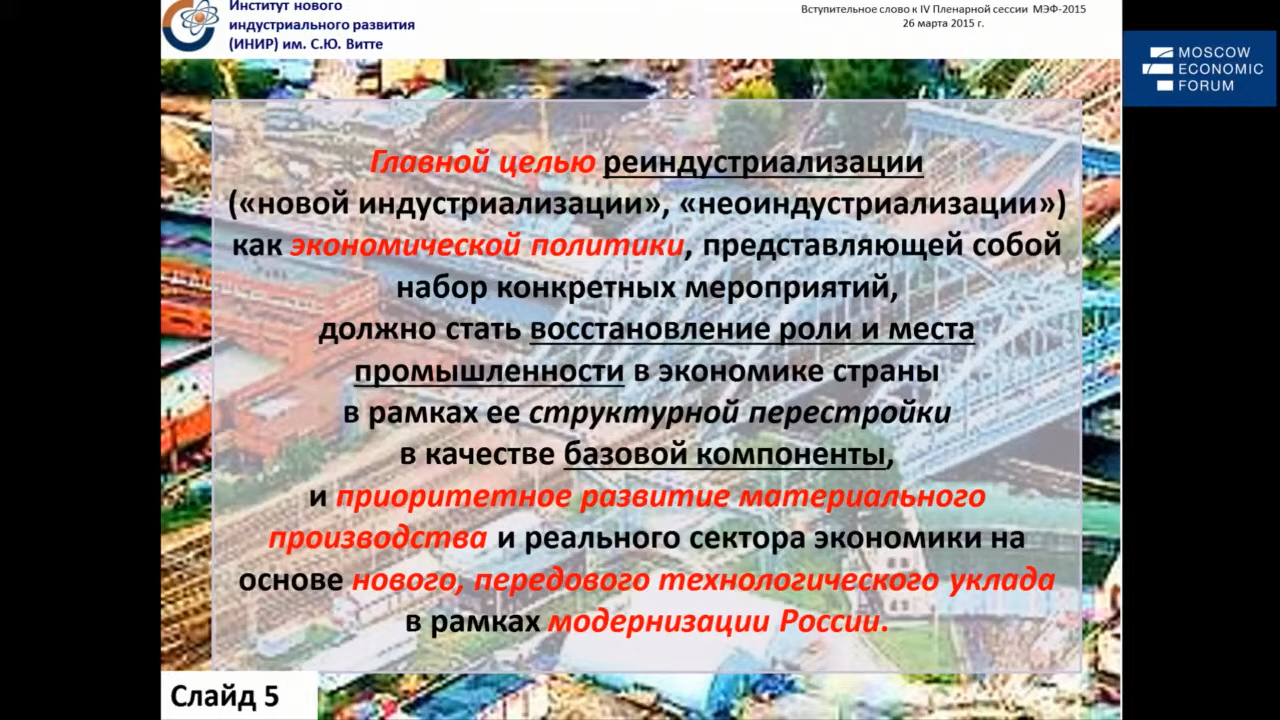 Институт нового
индустриального развития
(ИНИР) им. С.Ю. Витте
Вступительное слово к IV Пленарной сессии МЭФ-2015
26 марта 2015 г.
MOSCOW
ECONOMIC
FORUM
Главной целью реиндустриализации
(«новой индустриализации», «неоиндустриализации»)
как экономической политики, представляющей собой
набор конкретных мероприятий,
должно стать восстановление роли и места
промышленности в экономике страны
в рамках ее структурной перестройки
в качестве базовой компоненты,
и приоритетное развитие материального
производства и реального сектора экономики на
основе нового, передового технологического уклада
в рамках модернизации России.
Слайд 5